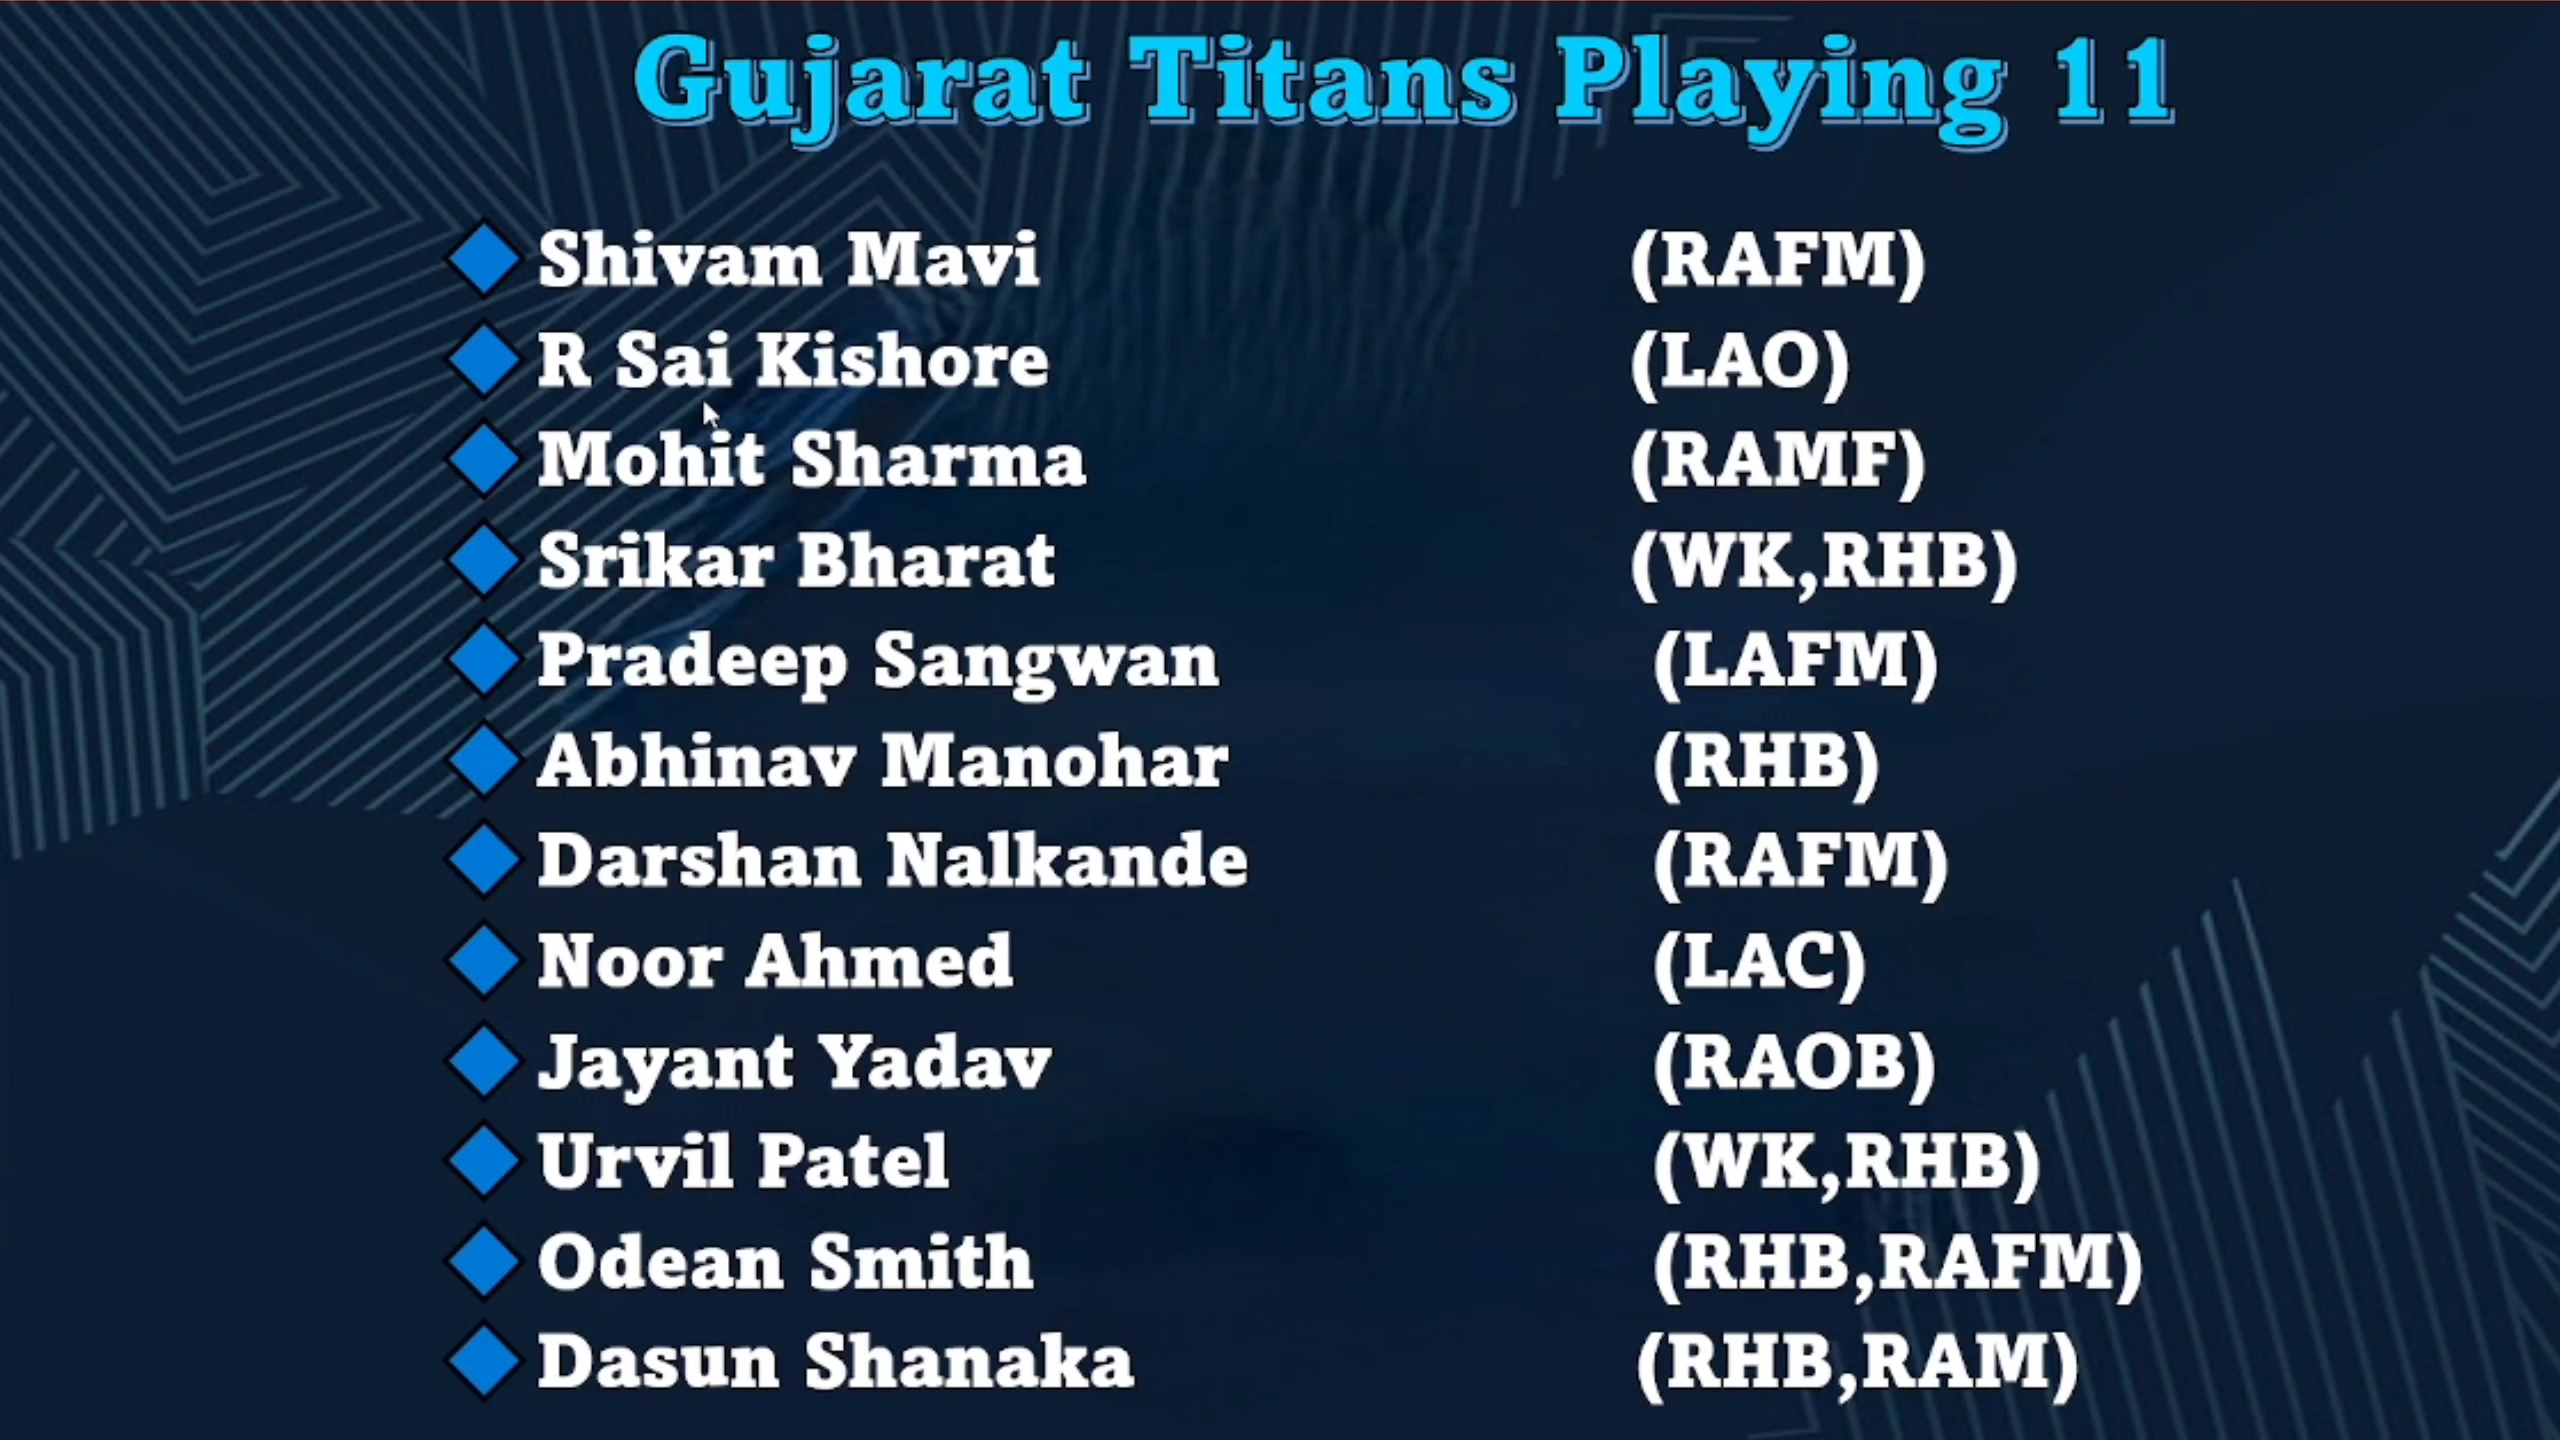 Gujarat Titans Playing 11
Shivam Mavi (RAFM)
R Sai Kishore (LAO)
Mohit Sharma (RAMF)
Srikar Bharat (WK,RHB)
Pradeep Sangwan (LAFM)
Abhinav Manohar (RHB)
Darshan Nalkande (RAFM)
Noor Ahmed (LAC)
Jayant Yadav (RAOB)
Urvil Patel (WK,RHB)
Odean Smith (RHB,RAFM)
Dasun Shanaka (RHB,RAM)